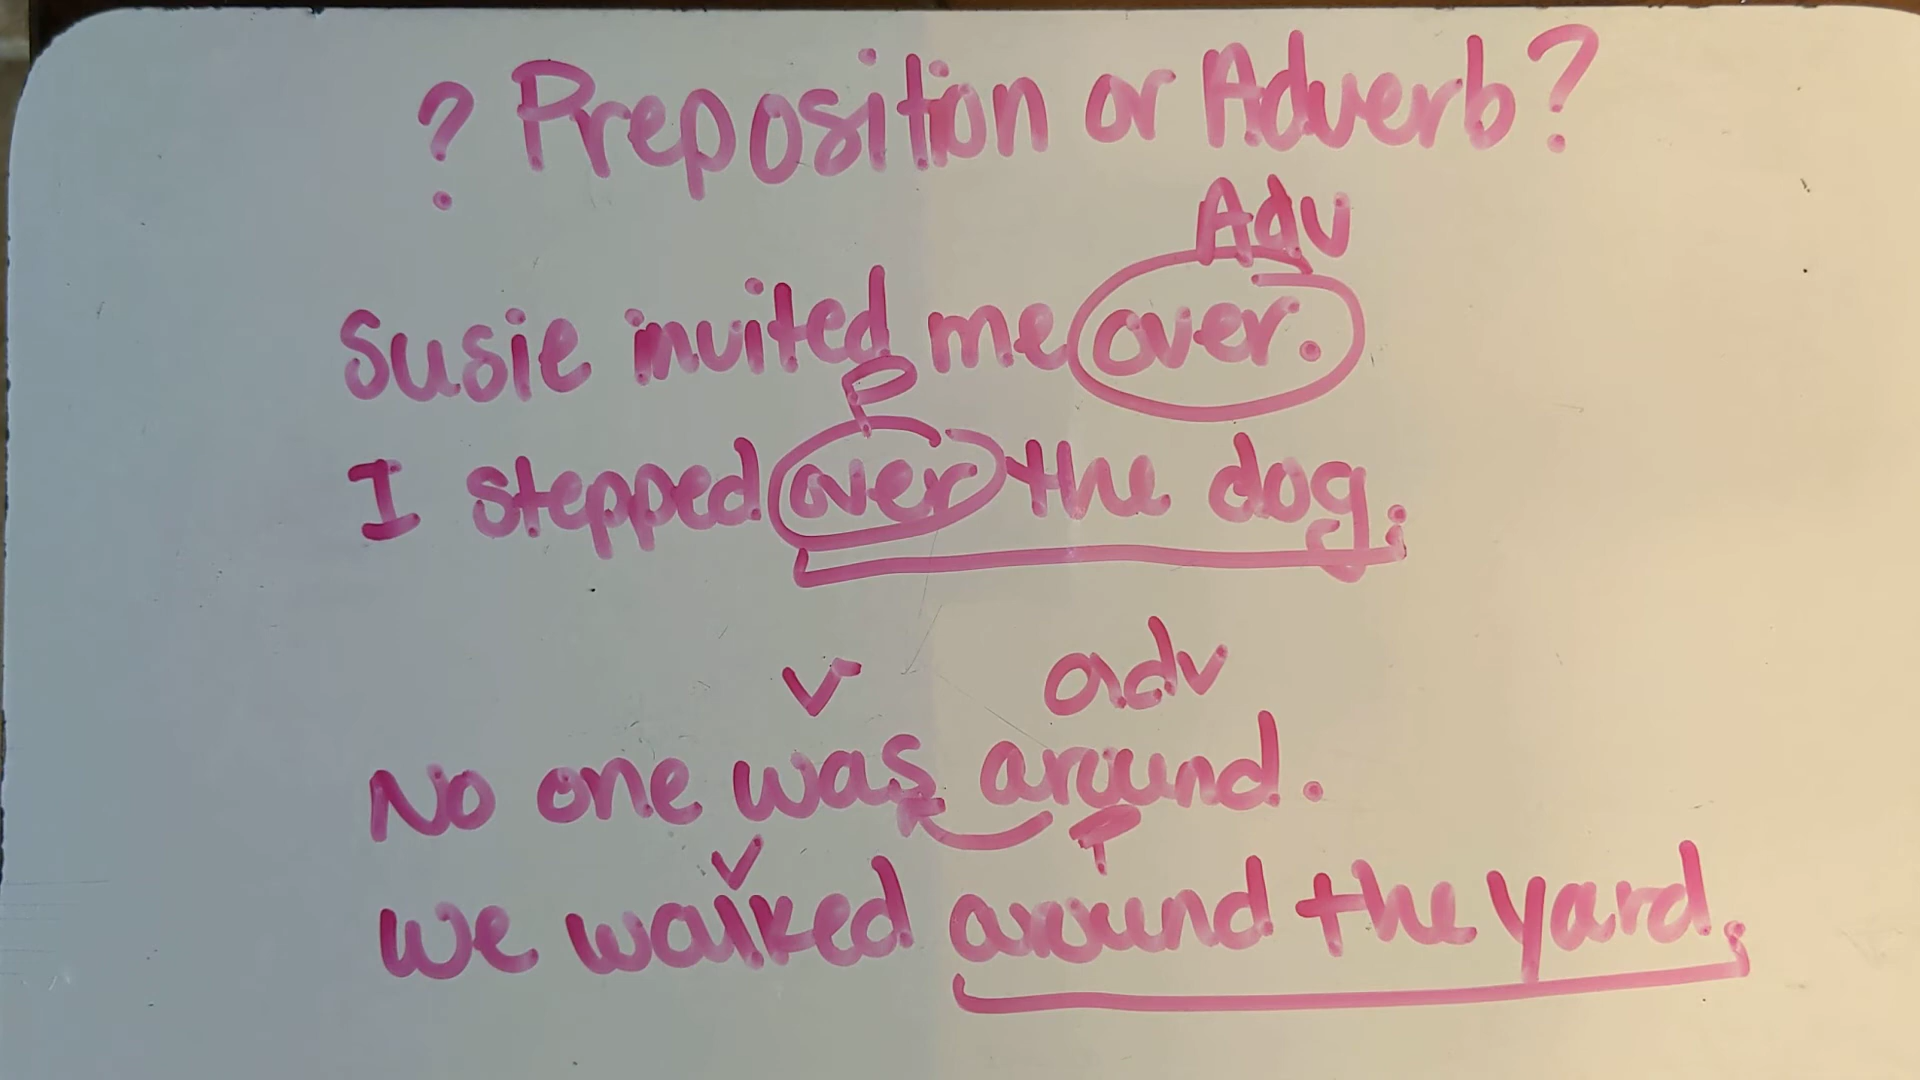 ? Preposition or Adverb?
Adv
Susie invited me over.
P
I stepped over the dog.
v adv
No one was around.
v P
We walked around the yard.